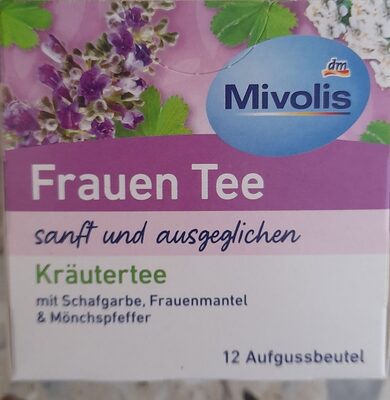 dm
Mivolis
Frauen Tee
sanft und ausgeglichen
Kräutertee
mit Schafgarbe, Frauenmantel
& Mönchspfeffer
12 Aufgussbeutel